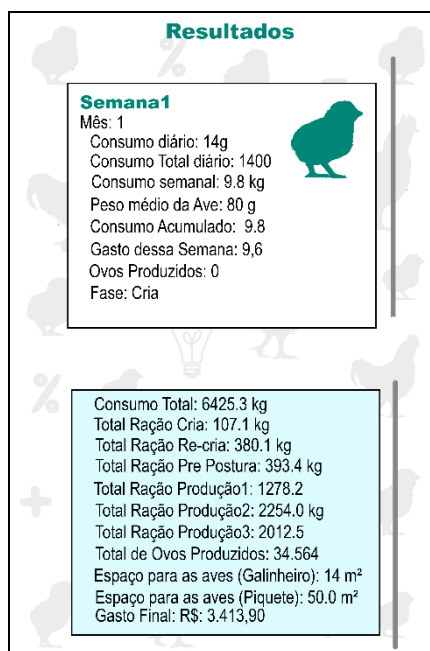 Resultados
Semana1
Mês: 1
Consumo diário: 14g
Consumo Total diário: 1400
Consumo semanal: 9.8 kg
Peso médio da Ave: 80 g
Consumo Acumulado: 9.8
Gasto dessa Semana: 9,6
Ovos Produzidos: 0
Fase: Cria
Consumo Total: 6425.3 kg
Total Ração Cria: 107.1 kg
Total Ração Re-cria: 380.1 kg
Total Ração Pre Postura: 393.4 kg
Total Ração Produção1: 1278.2
Total Ração Produção2: 2254.0 kg
Total Ração Produção3: 2012.5
Total de Ovos Produzidos: 34.564
Espaço para as aves (Galinheiro): 14 m²
Espaço para as aves (Piquete): 50.0 m²
Gasto Final: R$: 3.413,90